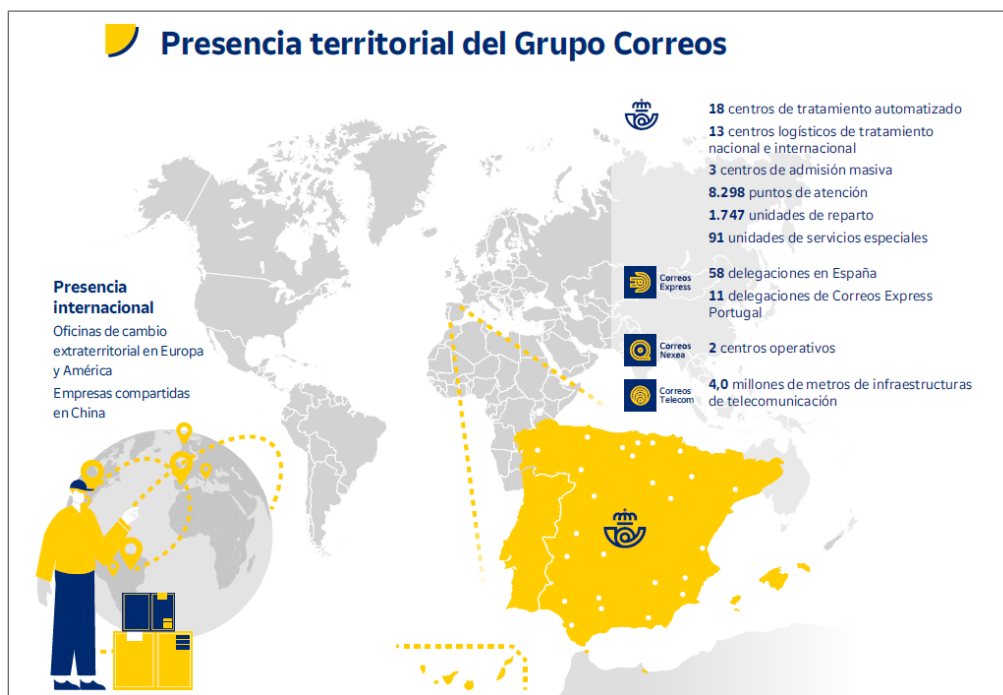 Presencia territorial del Grupo Correos
18 centros de tratamiento automatizado
13 centros logísticos de tratamiento
nacional e internacional
3 centros de admisión masiva
8.298 puntos de atención
1.747 unidades de reparto
91 unidades de servicios especiales
Correos
Express
58 delegaciones en España
11 delegaciones de Correos Express
Portugal
Correos
Nexea
2 centros operativos
Correos
Telecom
4,0 millones de metros de infraestructuras
de telecomunicación
Presencia
internacional
Oficinas de cambio
extraterritorial en Europa
y América
Empresas compartidas
en China